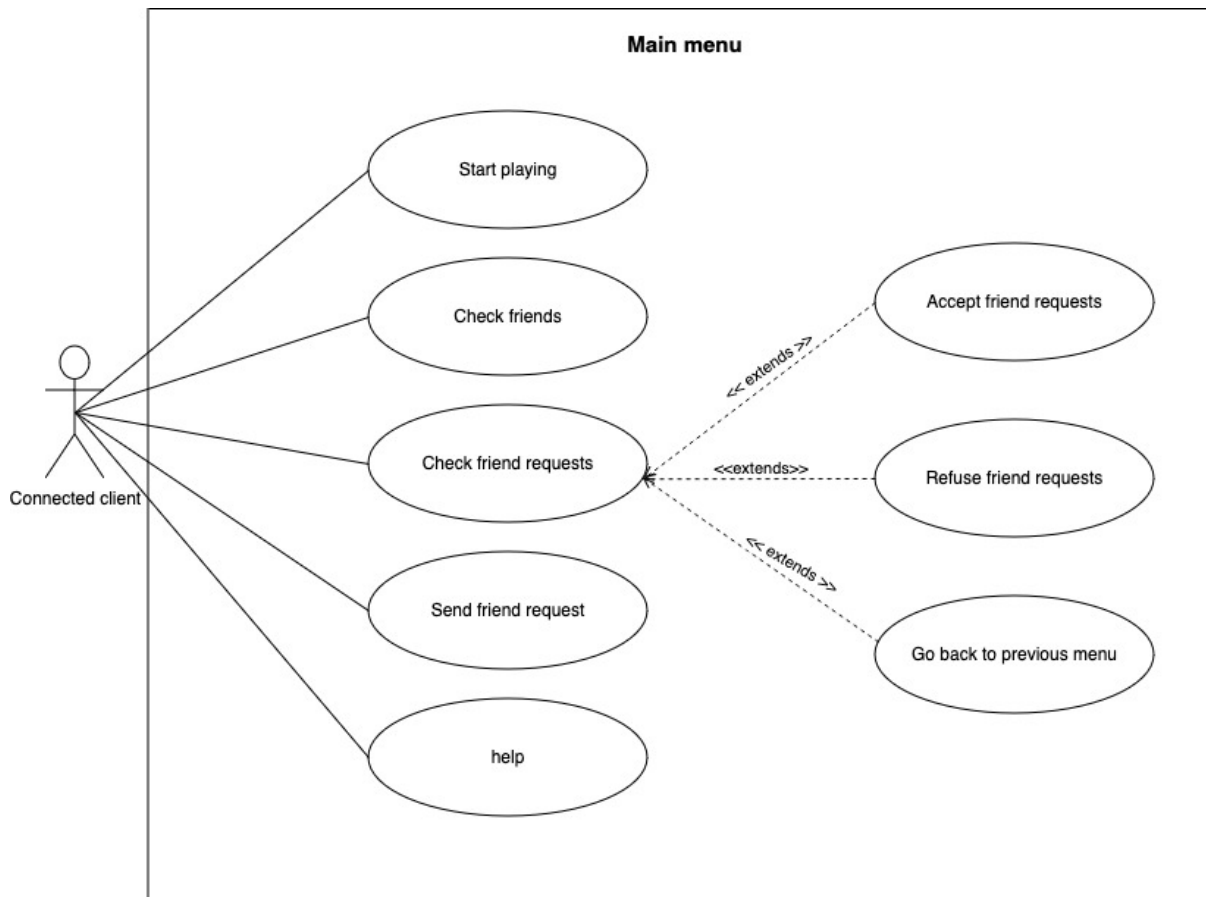 Main menu
Start playing
Check friends
Check friend requests
Send friend request
help
Connected client
<< extends >>
<<extends>>
<< extends >>
Accept friend requests
Refuse friend requests
Go back to previous menu